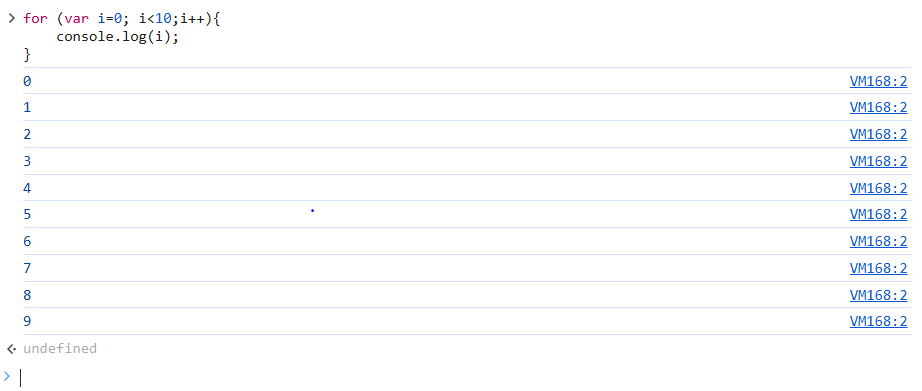 for (var i=0; i<10;i++){
    console.log(i);
}
0 VM168:2
1 VM168:2
2 VM168:2
3 VM168:2
4 VM168:2
5 VM168:2
6 VM168:2
7 VM168:2
8 VM168:2
9 VM168:2
undefined